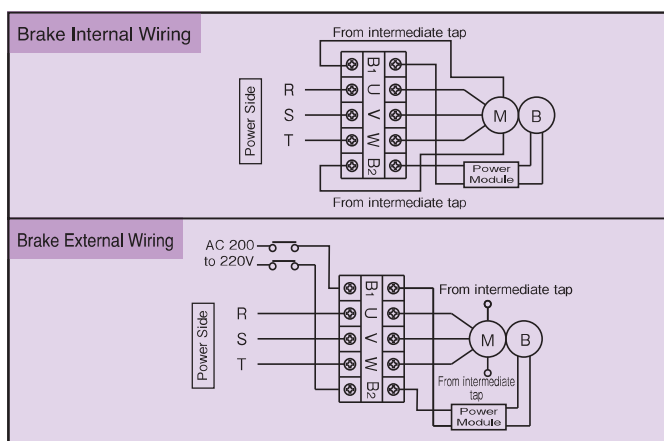 Brake Internal Wiring
From intermediate tap
Power Side
R
S
T
B1
U
V
W
B2
M
B
Power
Module
From intermediate tap
Brake External Wiring
AC 200
to 220V
Power Side
R
S
T
B1
U
V
W
B2
From intermediate tap
M
B
From intermediate
tap
Power
Module